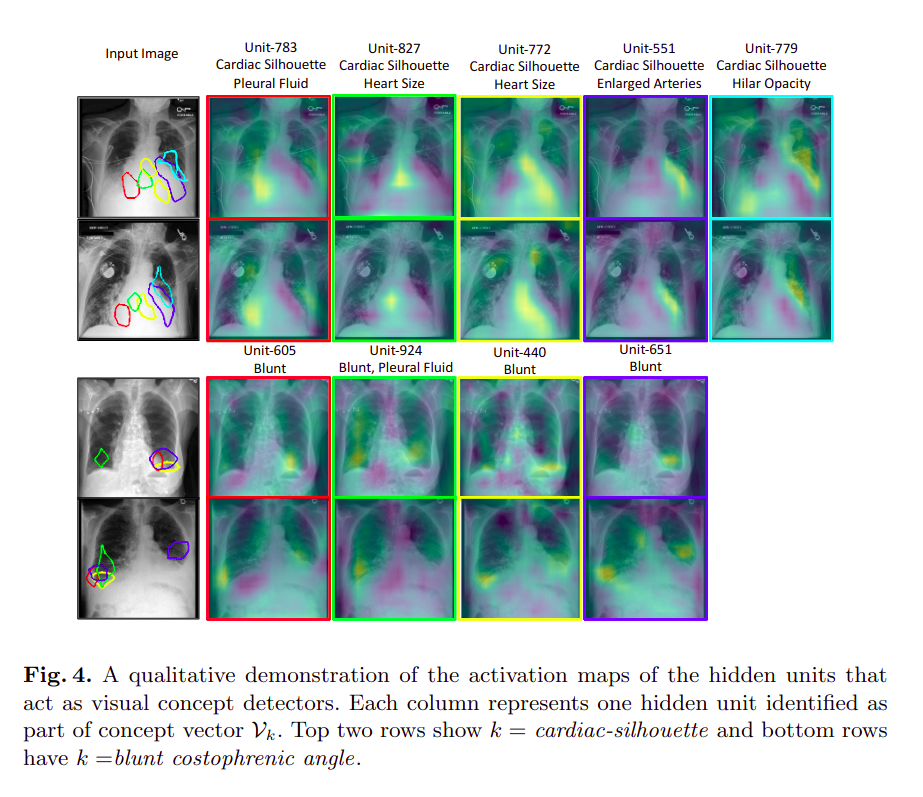 Input Image
Unit-783
Cardiac Silhouette
Pleural Fluid
Unit-827
Cardiac Silhouette
Heart Size
Unit-772
Cardiac Silhouette
Heart Size
Unit-551
Cardiac Silhouette
Enlarged Arteries
Unit-779
Cardiac Silhouette
Hilar Opacity
Unit-605
Blunt
Unit-924
Blunt, Pleural Fluid
Unit-440
Blunt
Unit-651
Blunt
Fig. 4. A qualitative demonstration of the activation maps of the hidden units that
act as visual concept detectors. Each column represents one hidden unit identified as
part of concept vector 𝒱ₖ. Top two rows show k = cardiac-silhouette and bottom rows
have k =blunt costophrenic angle.